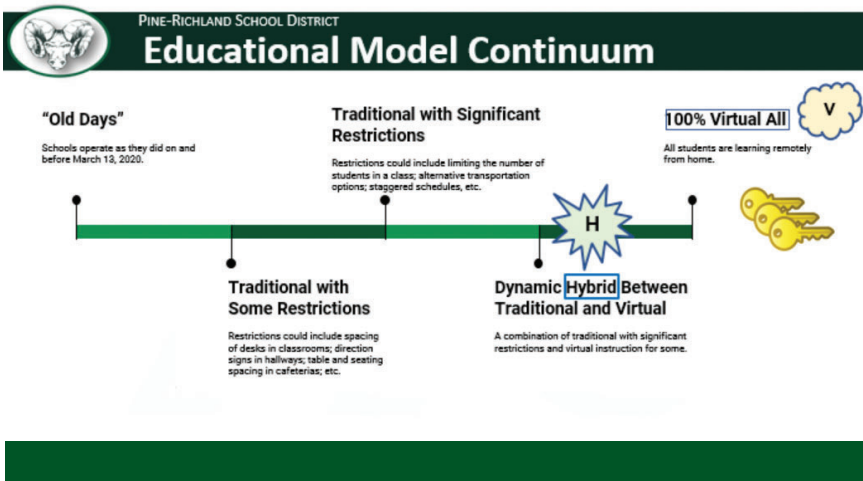 PINE-RICHLAND SCHOOL DISTRICT
Educational Model Continuum
“Old Days”
Schools operate as they did on and
before March 13, 2020.
Traditional with Significant
Restrictions
Restrictions could include limiting the number of
students in a class; alternative transportation
options; staggered schedules, etc.
100% Virtual All
V
All students are learning remotely
from home.
H
Traditional with
Some Restrictions
Restrictions could include spacing
of desks in classrooms; direction
signs in hallways; table and seating
spacing in cafeterias; etc.
Dynamic Hybrid Between
Traditional and Virtual
A combination of traditional with significant
restrictions and virtual instruction for some.